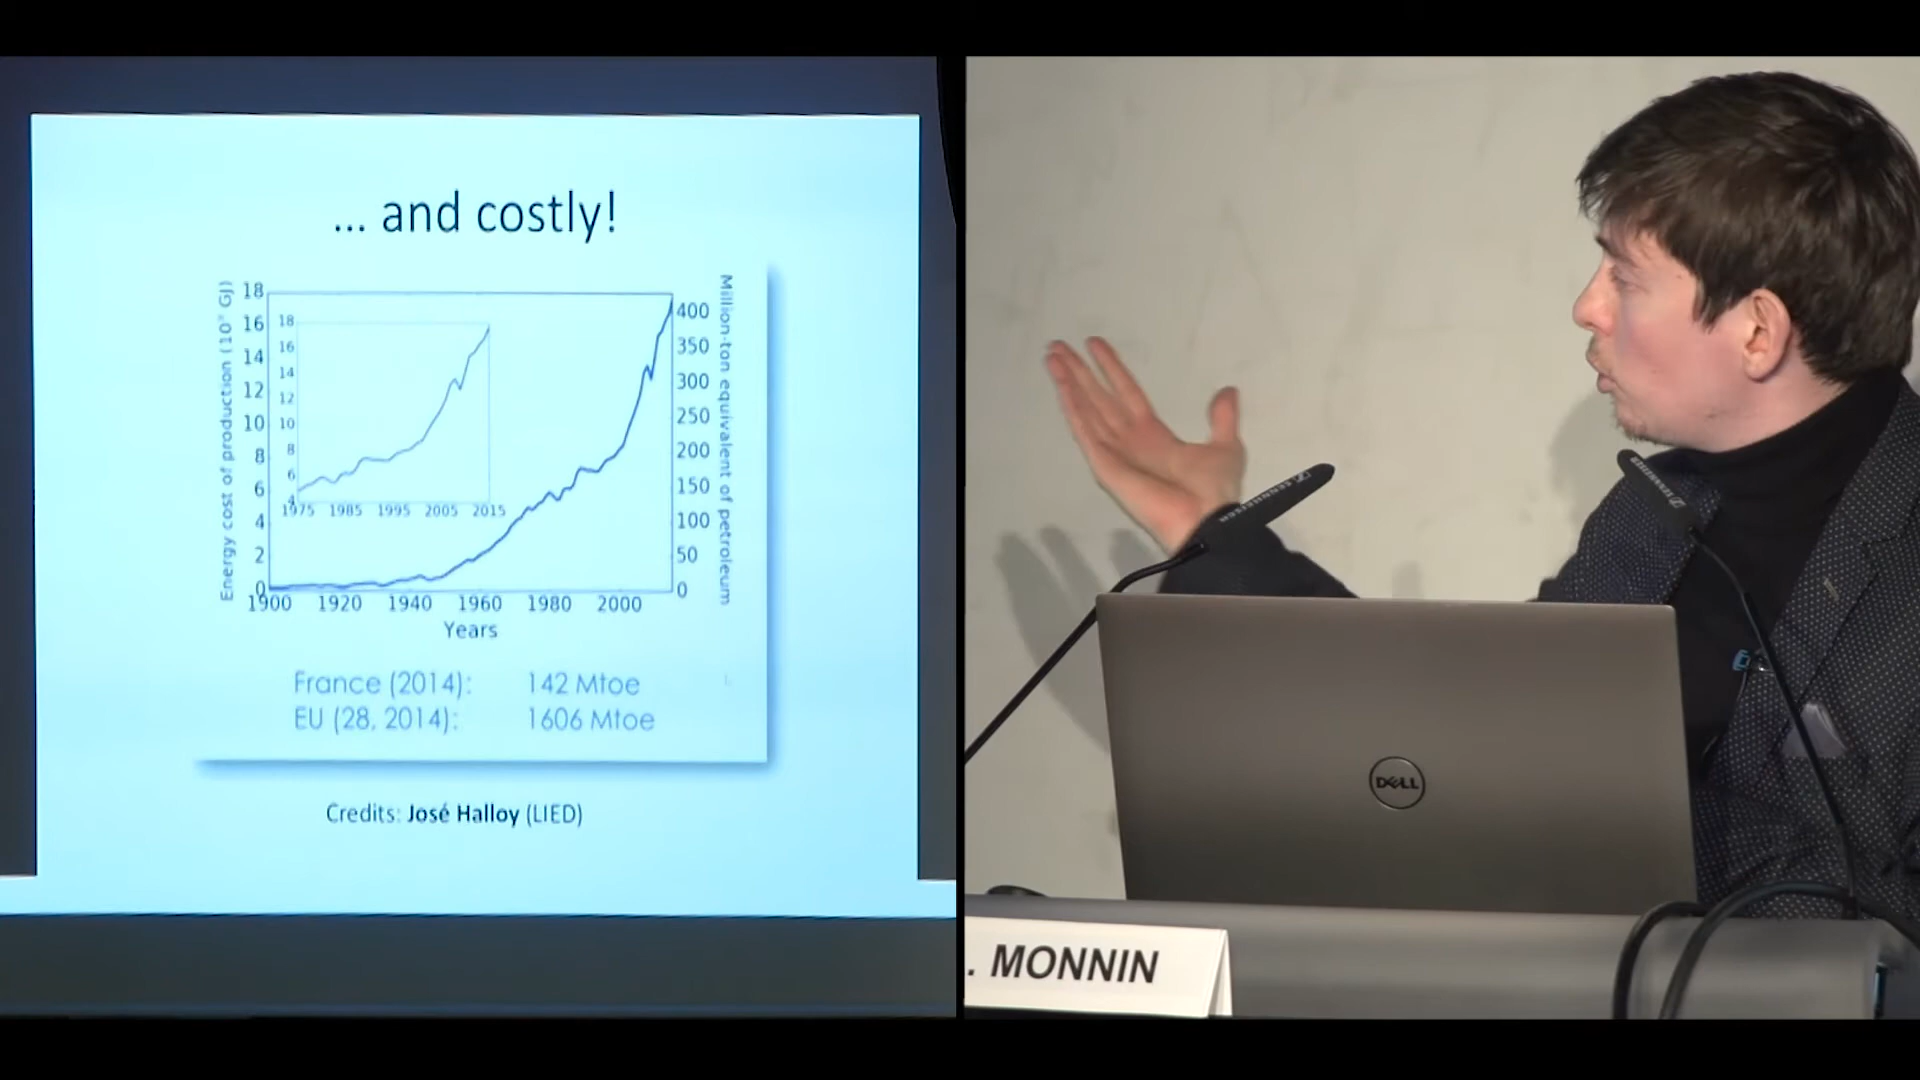 ... and costly!
Energy cost of production (10⁹ GJ)
18
16
14
12
10
8
6
4
2
0
18
16
14
12
10
8
6
4
1975 1985 1995 2005 2015
400
350
300
250
200
150
100
50
0
Million-ton equivalent of petroleum
1900 1920 1940 1960 1980 2000
Years
France (2014): 142 Mtoe
EU (28, 2014): 1606 Mtoe
Credits: José Halloy (LIED)
SENNHEISER
SENNHEISER
DELL
. MONNIN